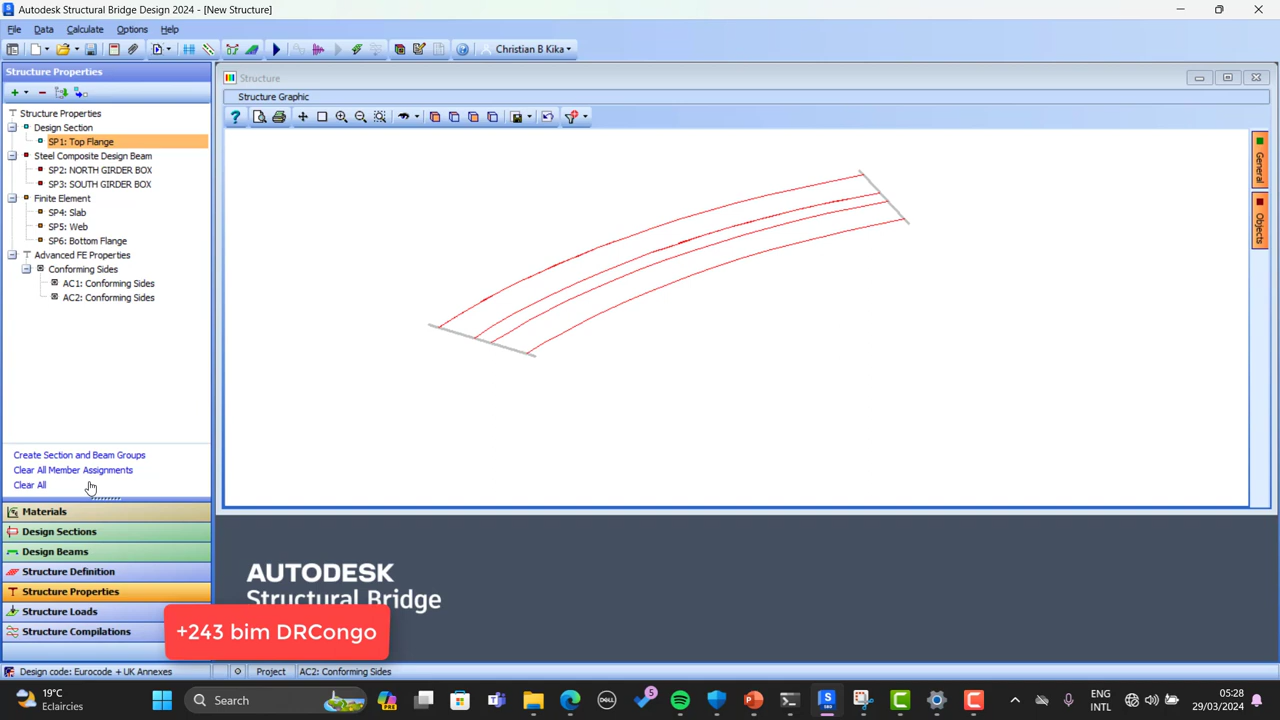 Autodesk Structural Bridge Design 2024 - [New Structure]
File Data Calculate Options Help
Christian B Kika
Structure Properties
Structure
Structure Graphic
Structure Properties
Design Section
SP1: Top Flange
Steel Composite Design Beam
SP2: NORTH GIRDER BOX
SP3: SOUTH GIRDER BOX
Finite Element
SP4: Slab
SP5: Web
SP6: Bottom Flange
Advanced FE Properties
Conforming Sides
AC1: Conforming Sides
AC2: Conforming Sides
General
Objects
Create Section and Beam Groups
Clear All Member Assignments
Clear All
Materials
Design Sections
Design Beams
Structure Definition
Structure Properties
Structure Loads
Structure Compilations
AUTODESK
Structural Bridge
+243 bim DRCongo
Design code: Eurocode + UK Annexes
Project
AC2: Conforming Sides
19°C
Eclaircies
Search
PRE
DELL
5
SBD
ENG
INTL
05:28
29/03/2024